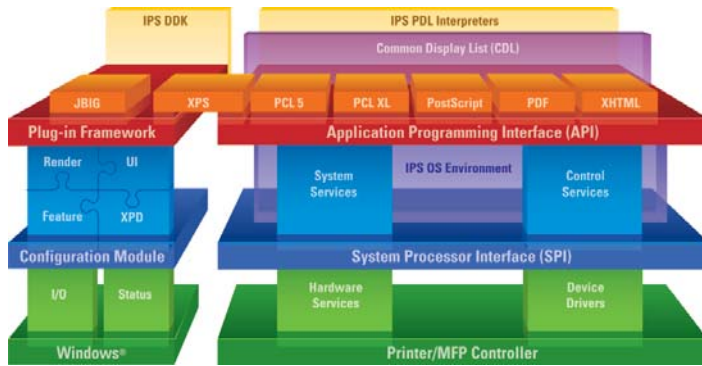 IPS DDK
IPS PDL Interpreters
Common Display List (CDL)
JBIG
XPS
PCL 5
PCL XL
PostScript
PDF
XHTML
Plug-in Framework
Application Programming Interface (API)
Render
UI
System
Services
IPS OS Environment
Control
Services
Feature
XPD
Configuration Module
System Processor Interface (SPI)
I/O
Status
Hardware
Services
Device
Drivers
Windows®
Printer/MFP Controller